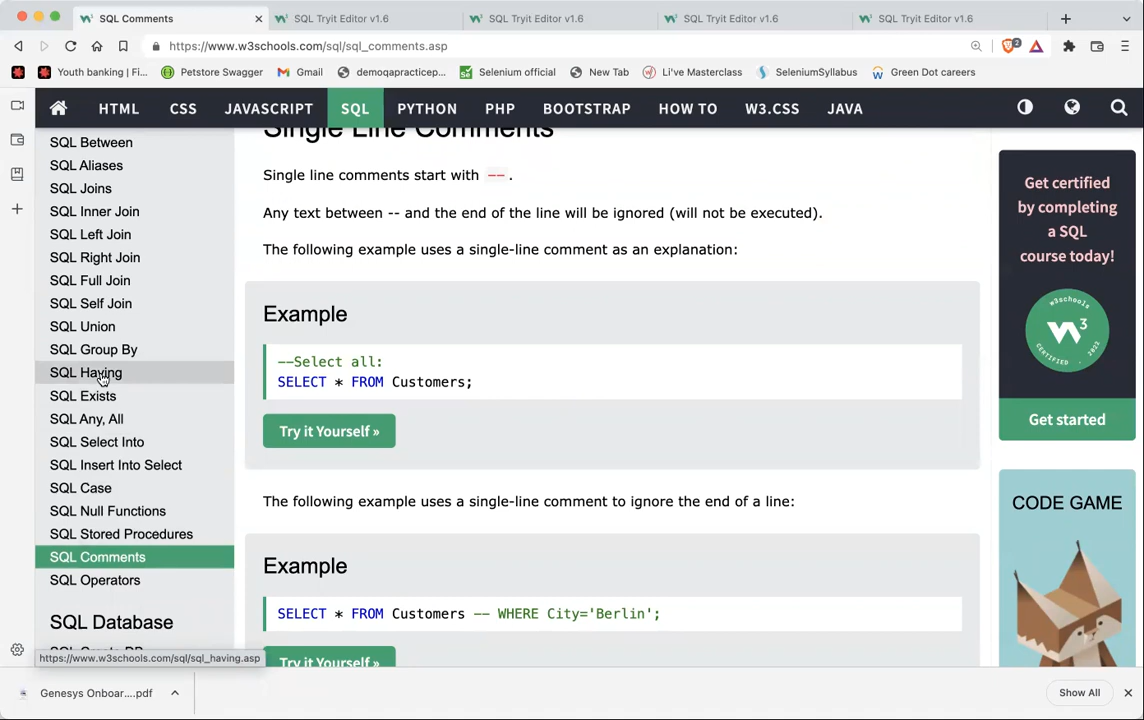 SQL Comments
SQL Tryit Editor v1.6
SQL Tryit Editor v1.6
SQL Tryit Editor v1.6
SQL Tryit Editor v1.6
https://www.w3schools.com/sql/sql_comments.asp
2
Youth banking | Fi...
Petstore Swagger
Gmail
demoqapracticep...
Selenium official
New Tab
Li've Masterclass
SeleniumSyllabus
Green Dot careers
HTML
CSS
JAVASCRIPT
SQL
PYTHON
PHP
BOOTSTRAP
HOW TO
W3.CSS
JAVA
SQL Between
SQL Aliases
SQL Joins
SQL Inner Join
SQL Left Join
SQL Right Join
SQL Full Join
SQL Self Join
SQL Union
SQL Group By
SQL Having
SQL Exists
SQL Any, All
SQL Select Into
SQL Insert Into Select
SQL Case
SQL Null Functions
SQL Stored Procedures
SQL Comments
SQL Operators
SQL Database
https://www.w3schools.com/sql/sql_having.asp
Single Line Comments
Single line comments start with --.
Any text between -- and the end of the line will be ignored (will not be executed).
The following example uses a single-line comment as an explanation:
Example
--Select all:
SELECT * FROM Customers;
Try it Yourself »
The following example uses a single-line comment to ignore the end of a line:
Example
SELECT * FROM Customers -- WHERE City='Berlin';
Try it Yourself »
Get certified
by completing
a SQL
course today!
w3schools
W3
CERTIFIED . 2022
Get started
CODE GAME
Genesys Onboar....pdf
Show All